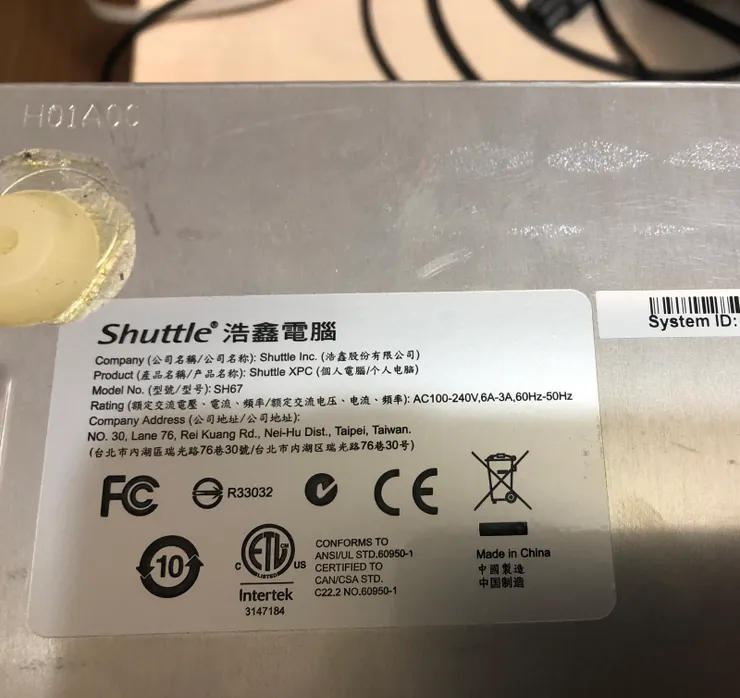 H01A00
Shuttle® 浩鑫電腦
Company (公司名稱/公司名称): Shuttle Inc. (浩鑫股份有限公司)
Product (產品名稱/产品名称): Shuttle XPC (個人電腦/个人电脑)
Model No. (型號/型号): SH67
Rating (額定交流電壓、電流、頻率/额定交流电压、电流、频率): AC100-240V,6A-3A,60Hz-50Hz
Company Address (公司地址/公司地址):
NO. 30, Lane 76, Rei Kuang Rd., Nei-Hu Dist., Taipei, Taiwan.
(台北市內湖區瑞光路76巷30號/台北市内湖区瑞光路76巷30号)
System ID:
FC R33032 CE
10
C ETL CM LISTED US
Intertek
3147184
CONFORMS TO
ANSI/UL STD.60950-1
CERTIFIED TO
CAN/CSA STD.
C22.2 NO.60950-1
Made in China
中國製造
中国制造